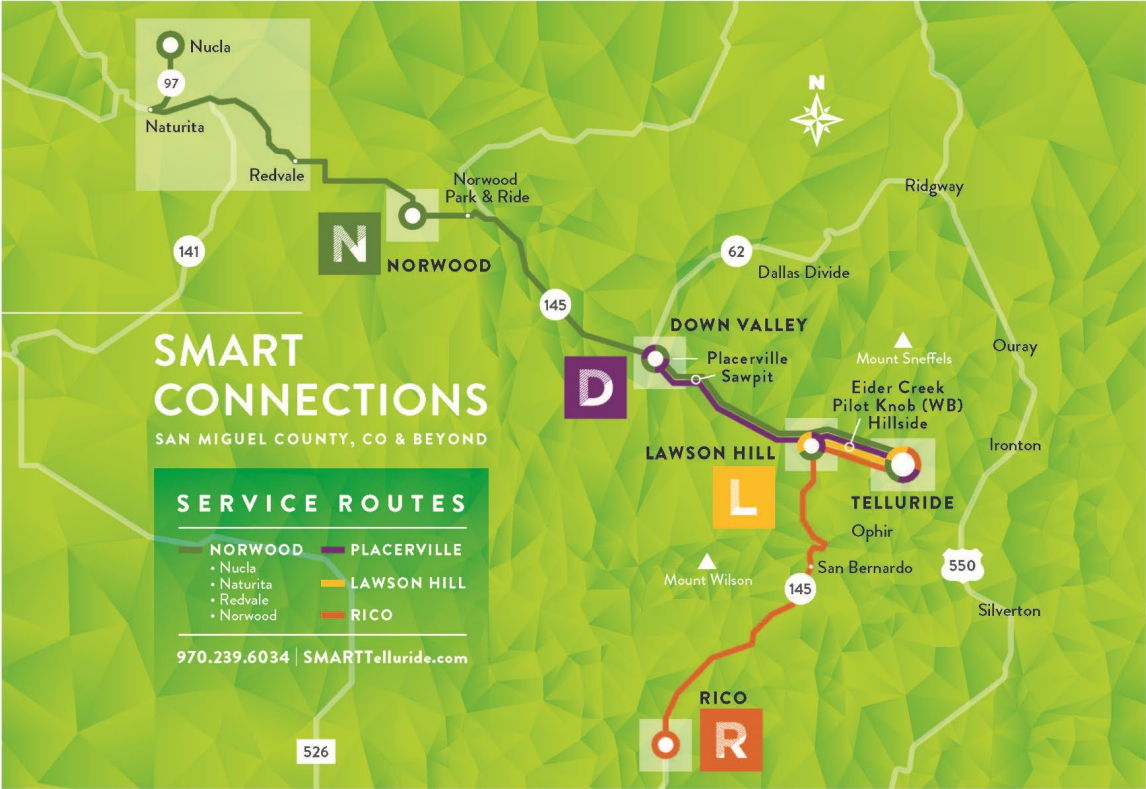 Nucla
97
Naturita
Redvale
N
Norwood
Park & Ride
Ridgway
N
NORWOOD
141
62
Dallas Divide
145
DOWN VALLEY
Placerville
Sawpit
D
Mount Sneffels
Ouray
Eider Creek
Pilot Knob (WB)
Hillside
LAWSON HILL
L
TELLURIDE
Ironton
Ophir
San Bernardo
Mount Wilson
145
550
Silverton
RICO
R
SMART
CONNECTIONS
SAN MIGUEL COUNTY, CO & BEYOND
SERVICE ROUTES
NORWOOD
• Nucla
• Naturita
• Redvale
• Norwood
PLACERVILLE
LAWSON HILL
RICO
970.239.6034 | SMARTTelluride.com
526